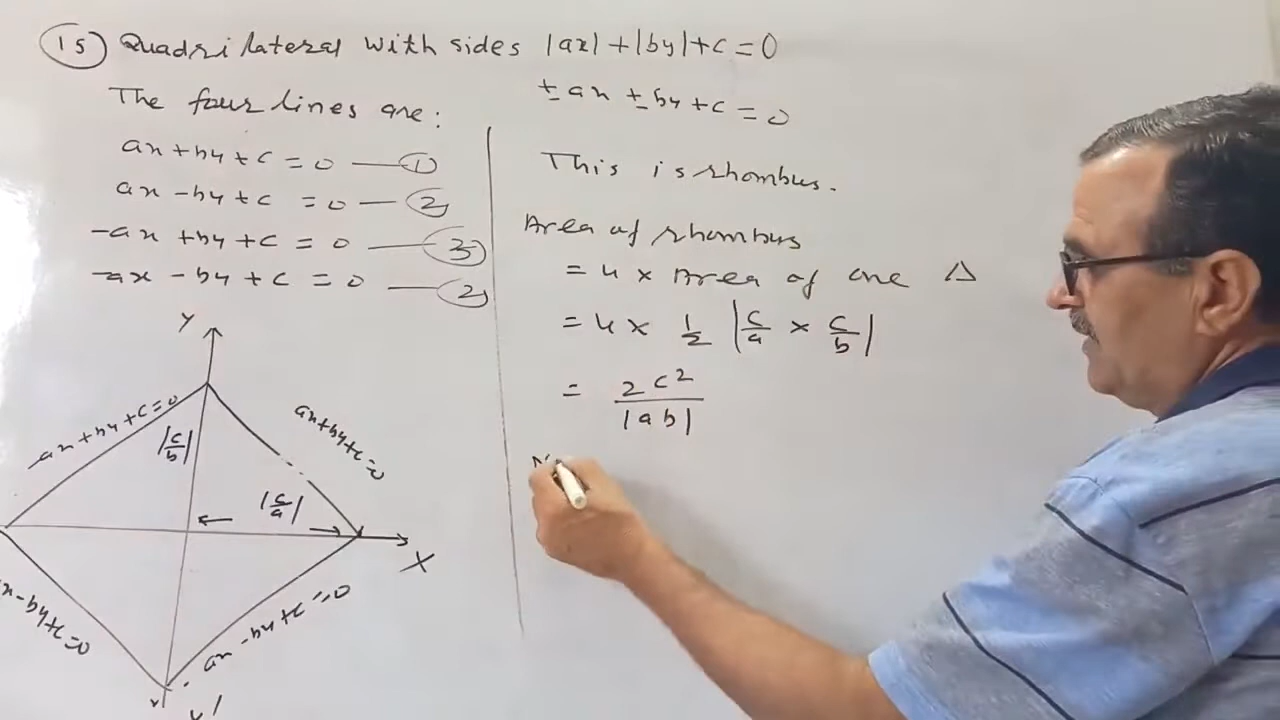 15 Quadrilateral with sides |ax|+|by|+c=0
The four lines are:
ax+by+c=0 — 1
ax-by+c=0 — 2
-ax+by+c=0 — 3
-ax-by+c=0 — 2
±ax±by+c=0
This is rhombus.
Area of rhombus
=4×Area of one Δ
=4×1/2|c/a×c/b|
=2c²/|ab|
N
Y
-ax+by+c=0
ax+by+c=0
|c/b|
|c/a|
X
x-by+c=0
ax-by+c=0